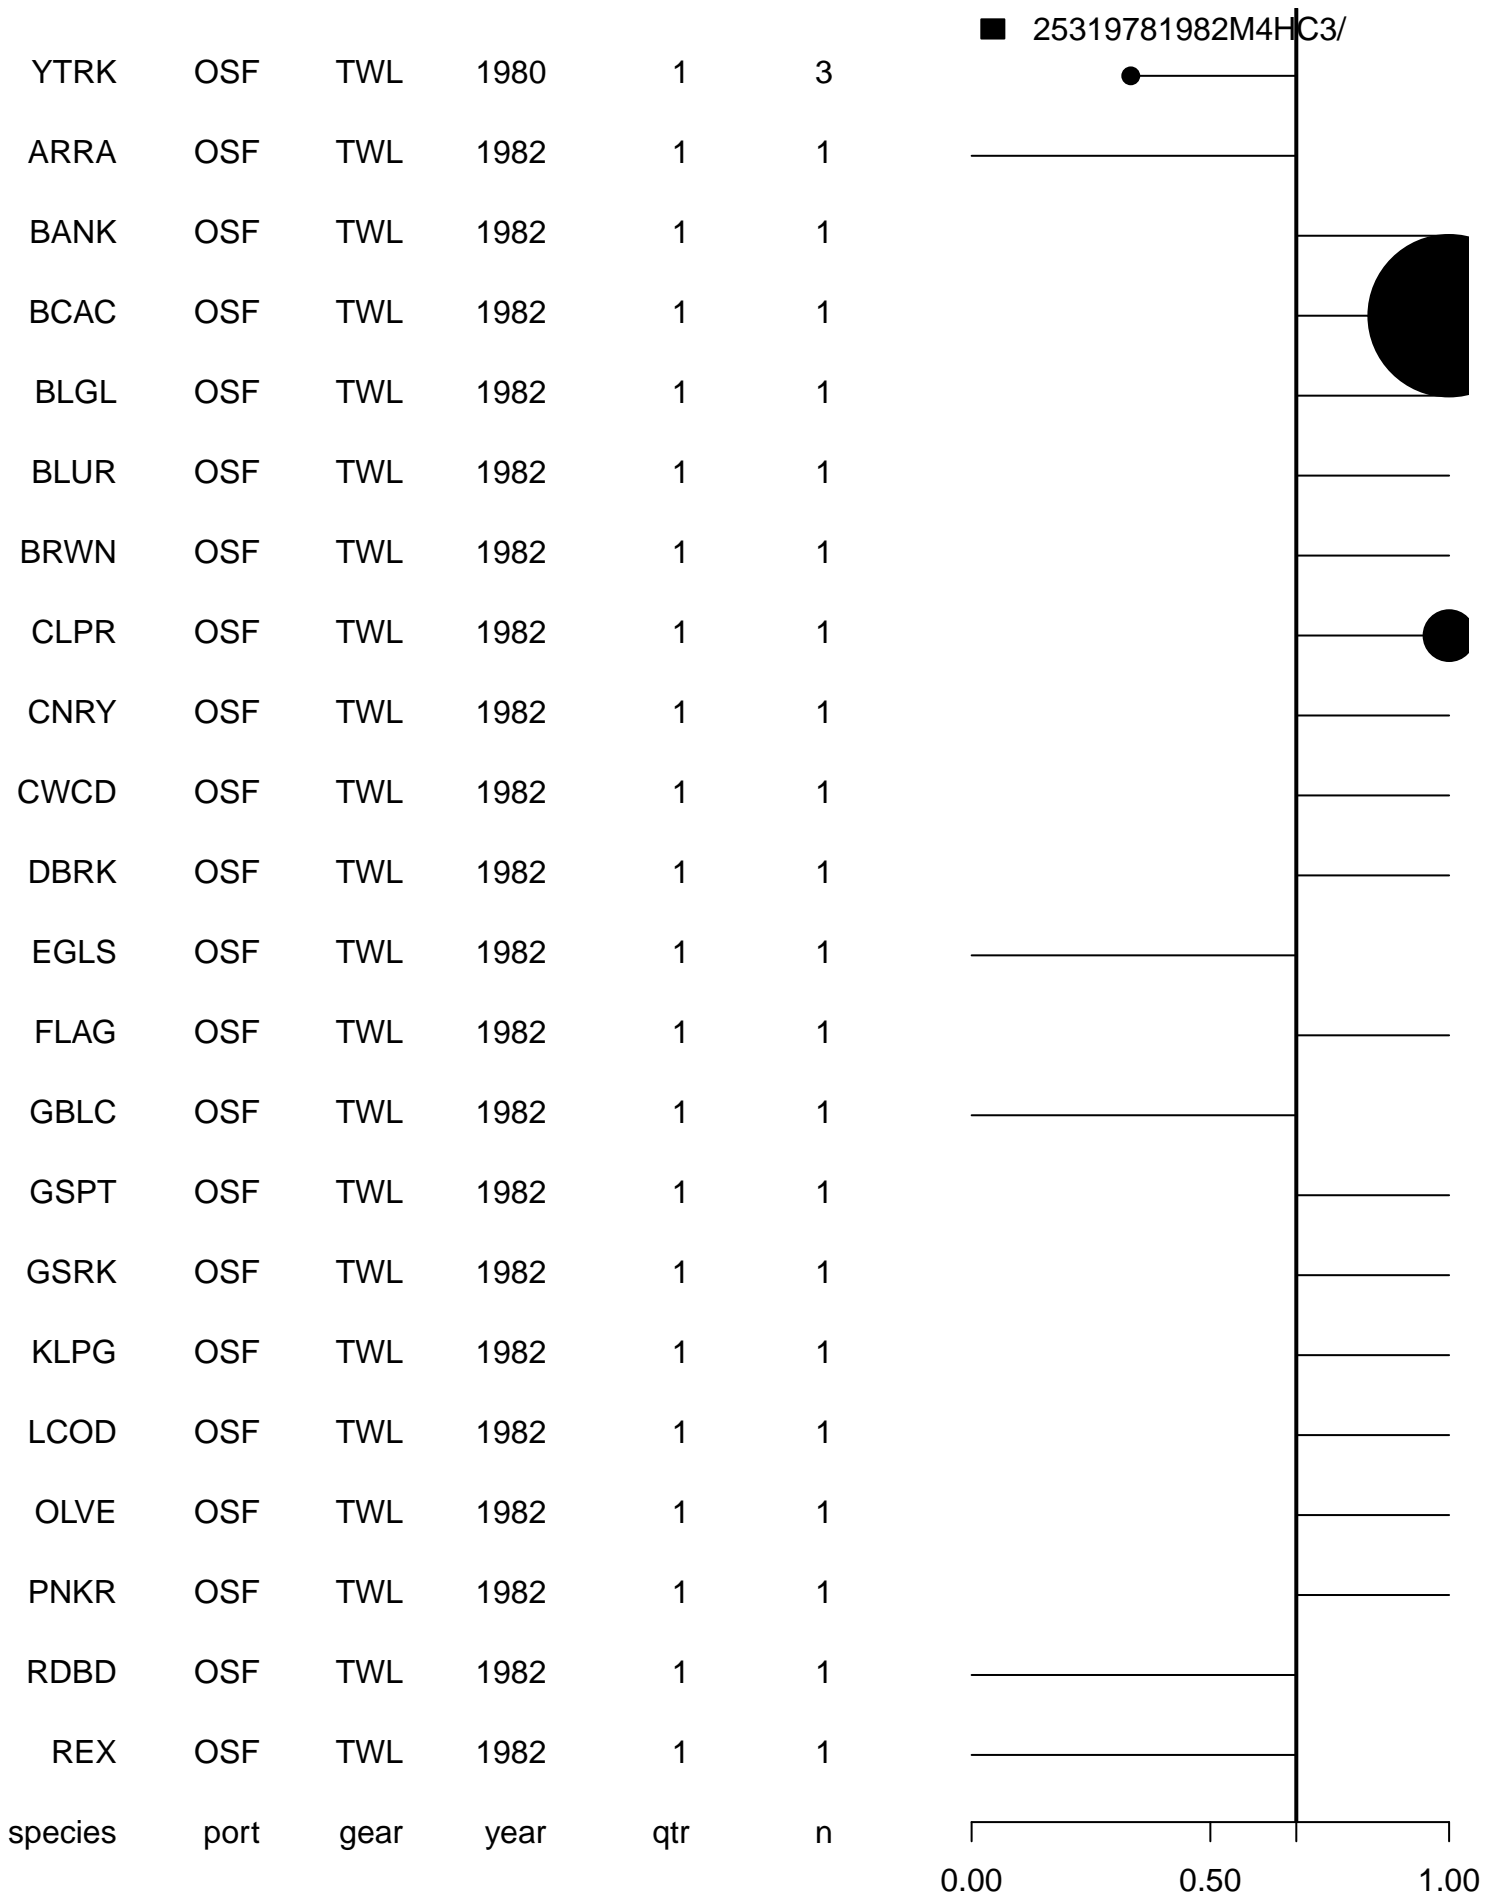 25319781982M4HC3/
YTRK OSF TWL 1980 1 3
ARRA OSF TWL 1982 1 1
BANK OSF TWL 1982 1 1
BCAC OSF TWL 1982 1 1
BLGL OSF TWL 1982 1 1
BLUR OSF TWL 1982 1 1
BRWN OSF TWL 1982 1 1
CLPR OSF TWL 1982 1 1
CNRY OSF TWL 1982 1 1
CWCD OSF TWL 1982 1 1
DBRK OSF TWL 1982 1 1
EGLS OSF TWL 1982 1 1
FLAG OSF TWL 1982 1 1
GBLC OSF TWL 1982 1 1
GSPT OSF TWL 1982 1 1
GSRK OSF TWL 1982 1 1
KLPG OSF TWL 1982 1 1
LCOD OSF TWL 1982 1 1
OLVE OSF TWL 1982 1 1
PNKR OSF TWL 1982 1 1
RDBD OSF TWL 1982 1 1
REX OSF TWL 1982 1 1
species port gear year qtr n
0.00 0.50 1.00